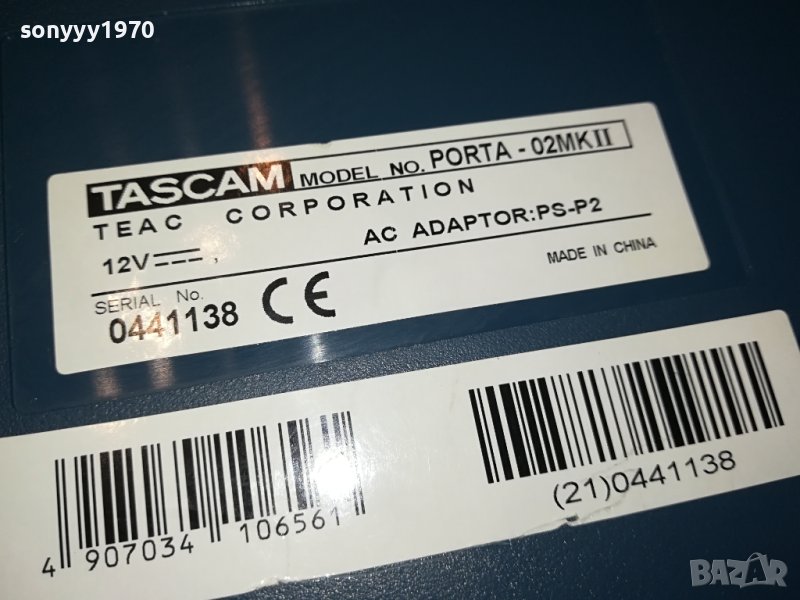 sonyyy1970
TASCAM MODEL NO. PORTA - 02MKII
TEAC CORPORATION
12V AC ADAPTOR:PS-P2
SERIAL No. MADE IN CHINA
0441138 CE
4 907034 106561
(21)0441138
BAZAR